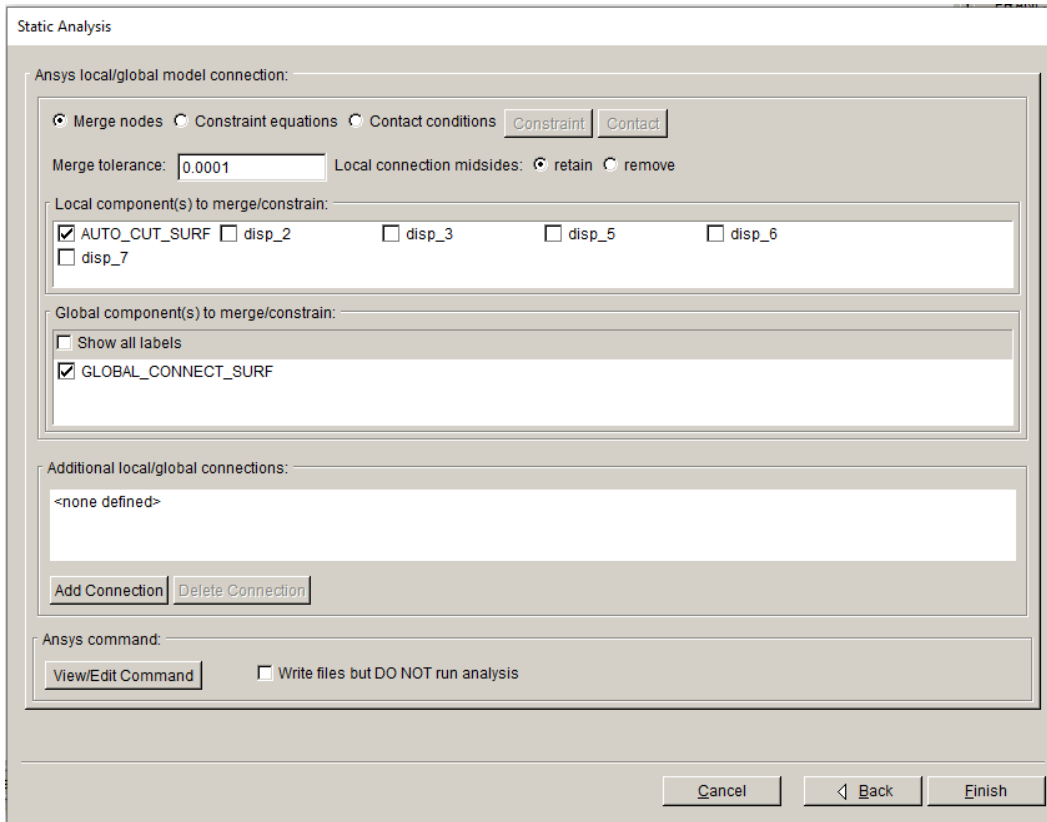 Static Analysis
Ansys local/global model connection:
Merge nodes Constraint equations Contact conditions Constraint Contact
Merge tolerance: 0.0001 Local connection midsides: retain remove
Local component(s) to merge/constrain:
AUTO_CUT_SURF disp_2 disp_3 disp_5 disp_6
disp_7
Global component(s) to merge/constrain:
Show all labels
GLOBAL_CONNECT_SURF
Additional local/global connections:
<none defined>
Add Connection Delete Connection
Ansys command:
View/Edit Command Write files but DO NOT run analysis
Cancel Back Finish